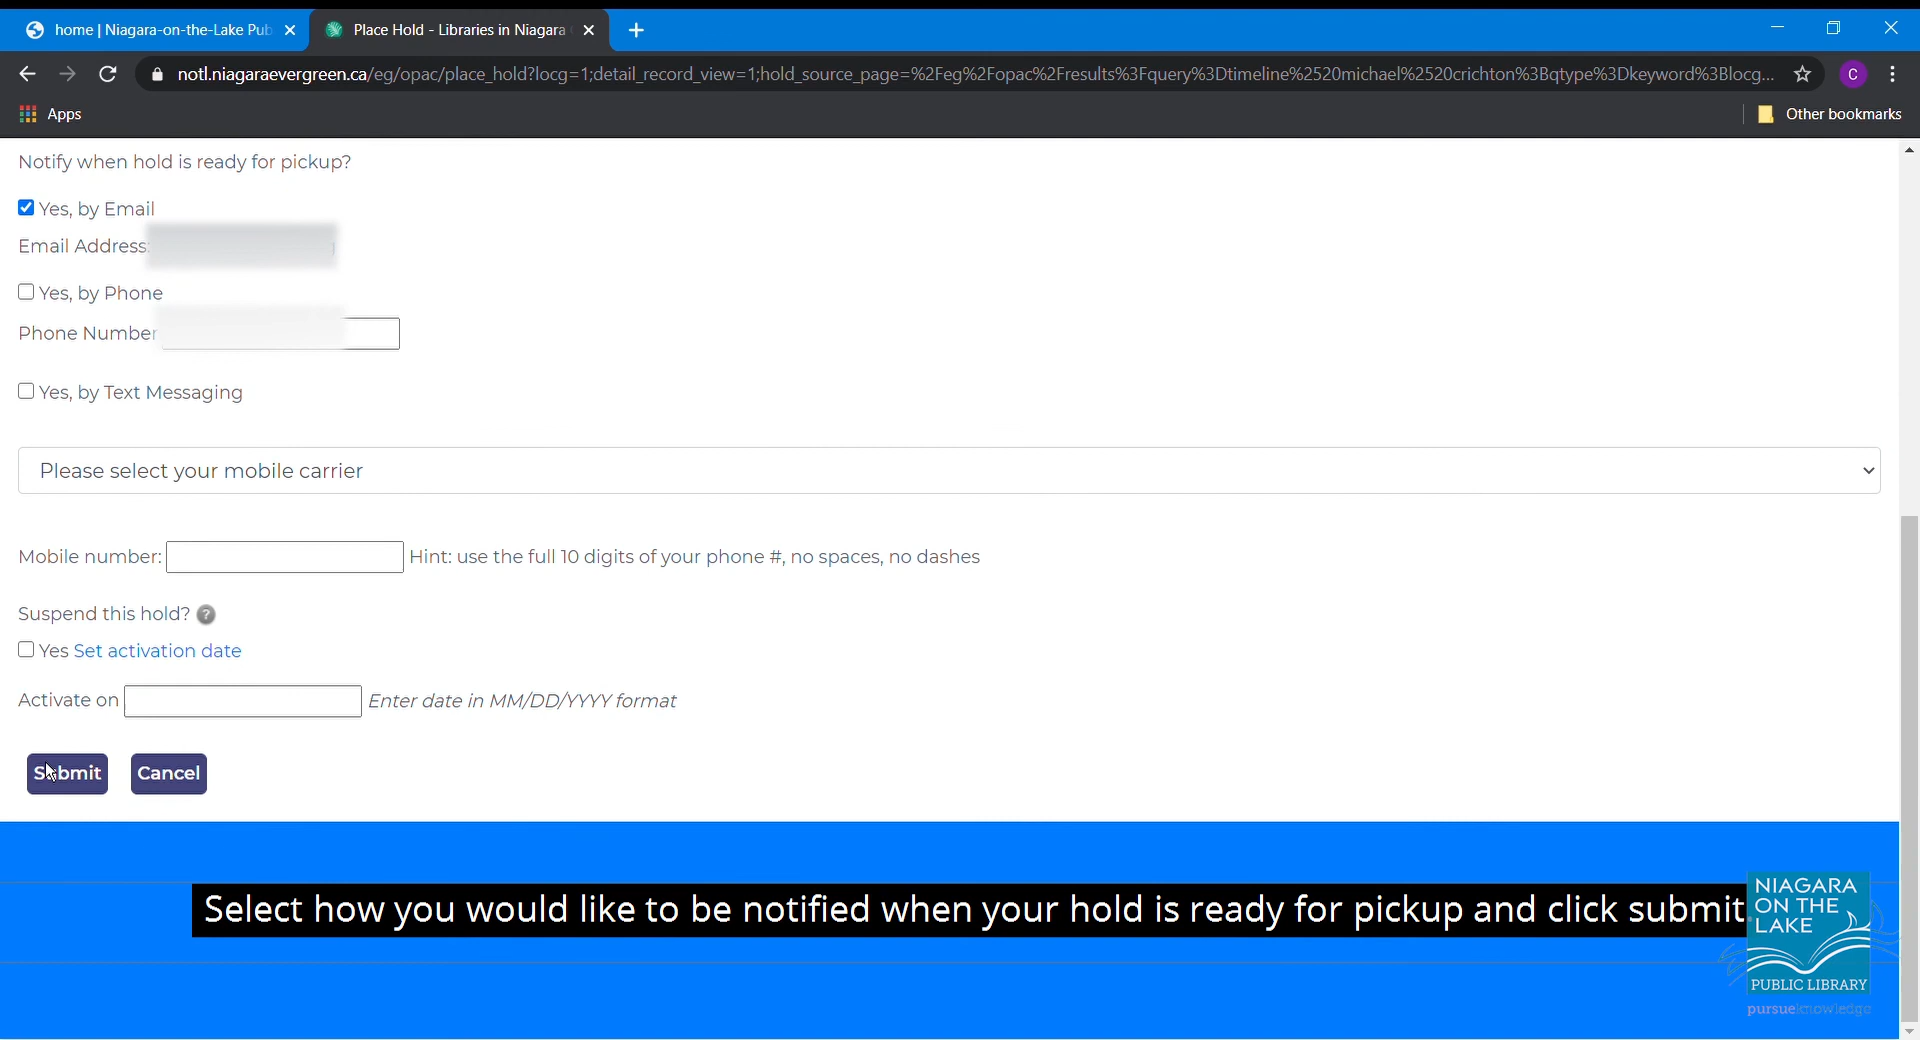 home | Niagara-on-the-Lake Pub
Place Hold - Libraries in Niagara
notl.niagaraevergreen.ca/eg/opac/place_hold?locg=1;detail_record_view=1;hold_source_page=%2Feg%2Fopac%2Fresults%3Fquery%3Dtimeline%2520michael%2520crichton%3Bqtype%3Dkeyword%3Blocg...
C
Apps
Other bookmarks
Notify when hold is ready for pickup?
Yes, by Email
Email Address:
Yes, by Phone
Phone Number
Yes, by Text Messaging
Please select your mobile carrier
Mobile number: Hint: use the full 10 digits of your phone #, no spaces, no dashes
Suspend this hold? ?
Yes Set activation date
Activate on Enter date in MM/DD/YYYY format
Submit Cancel
Select how you would like to be notified when your hold is ready for pickup and click submit.
NIAGARA
ON THE
LAKE
PUBLIC LIBRARY
pursueknowledge